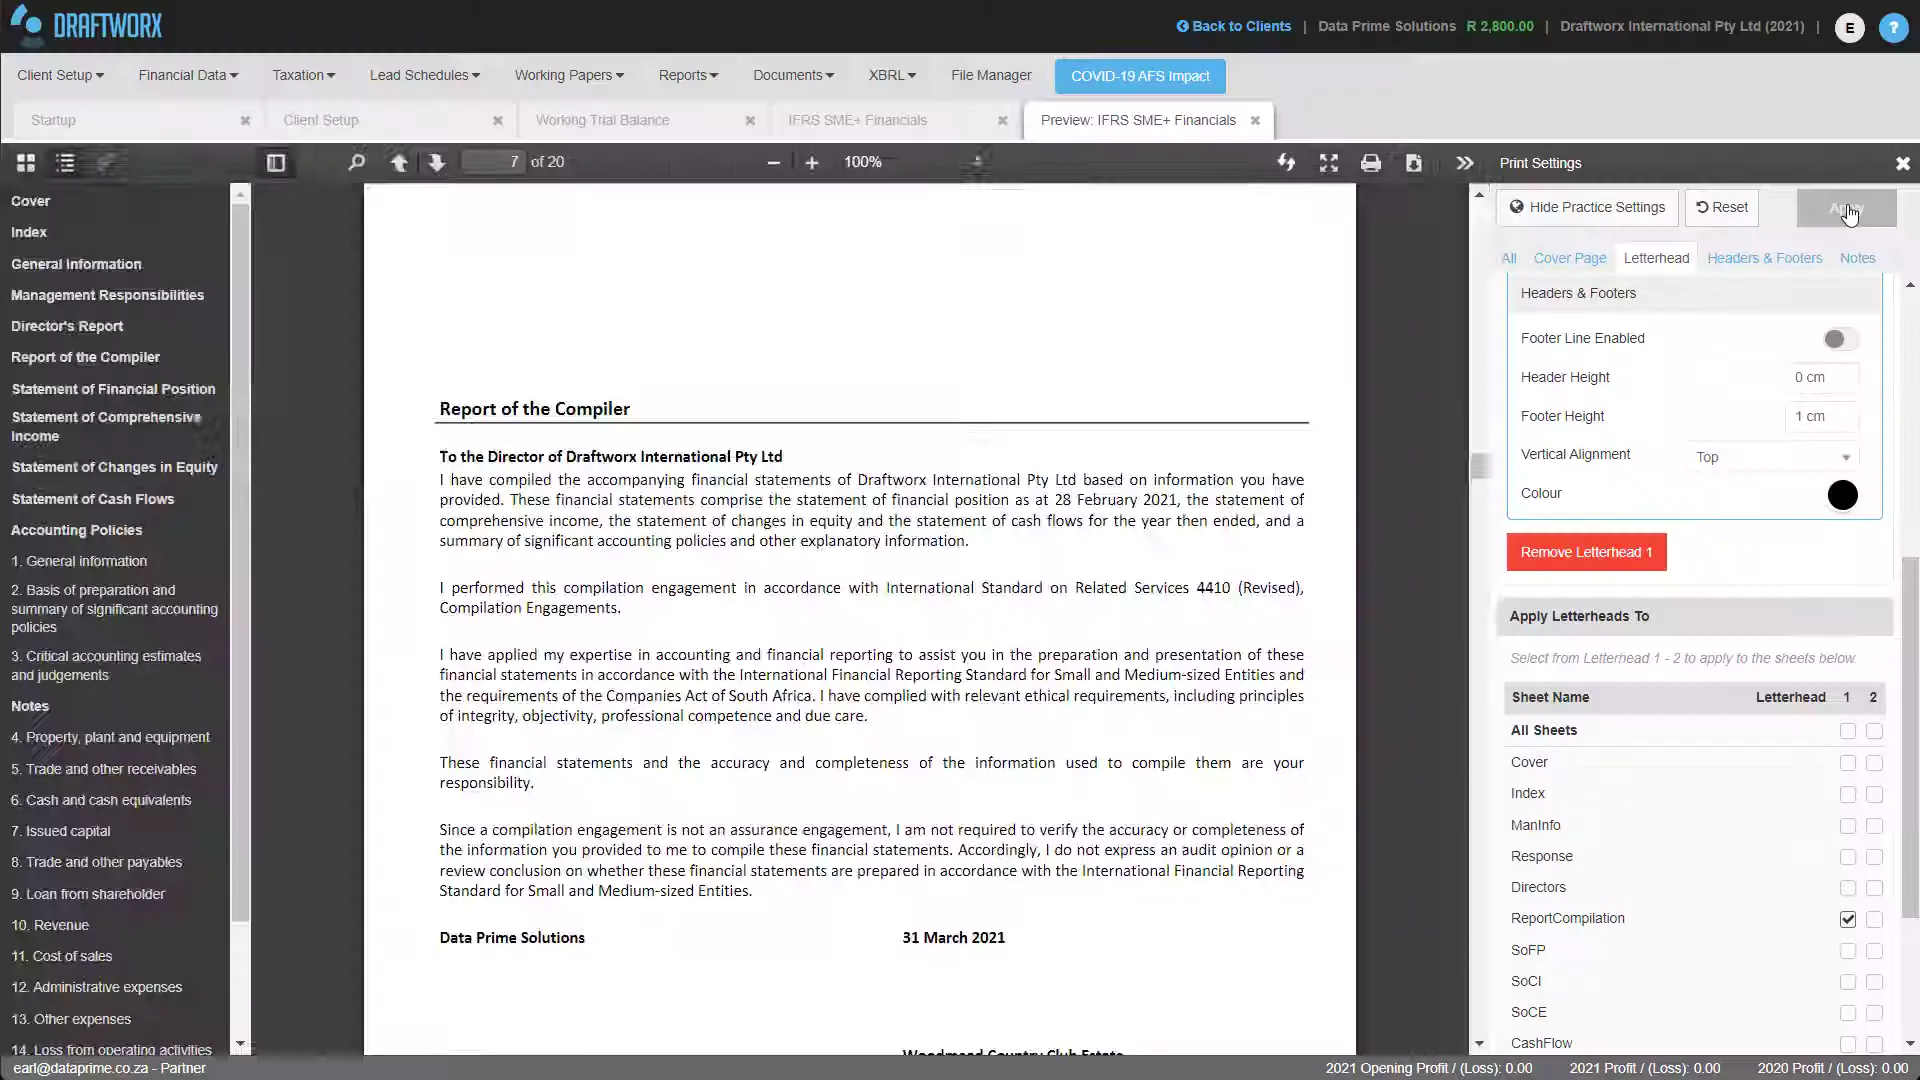 DRAFTWORX
Back to Clients | Data Prime Solutions R 2,800.00 | Draftworx International Pty Ltd (2021) | E ?
Client Setup Financial Data Taxation Lead Schedules Working Papers Reports Documents XBRL File Manager COVID-19 AFS Impact
Startup Client Setup Working Trial Balance IFRS SME+ Financials Preview: IFRS SME+ Financials
7 of 20 100%
Cover
Index
General Information
Management Responsibilities
Director's Report
Report of the Compiler
Statement of Financial Position
Statement of Comprehensive
Income
Statement of Changes in Equity
Statement of Cash Flows
Accounting Policies
1. General information
2. Basis of preparation and
summary of significant accounting
policies
3. Critical accounting estimates
and judgements
Notes
4. Property, plant and equipment
5. Trade and other receivables
6. Cash and cash equivalents
7. Issued capital
8. Trade and other payables
9. Loan from shareholder
10. Revenue
11. Cost of sales
12. Administrative expenses
13. Other expenses
14. Loss from operating activities
Report of the Compiler
To the Director of Draftworx International Pty Ltd
I have compiled the accompanying financial statements of Draftworx International Pty Ltd based on information you have
provided. These financial statements comprise the statement of financial position as at 28 February 2021, the statement of
comprehensive income, the statement of changes in equity and the statement of cash flows for the year then ended, and a
summary of significant accounting policies and other explanatory information.
I performed this compilation engagement in accordance with International Standard on Related Services 4410 (Revised),
Compilation Engagements.
I have applied my expertise in accounting and financial reporting to assist you in the preparation and presentation of these
financial statements in accordance with the International Financial Reporting Standard for Small and Medium-sized Entities and
the requirements of the Companies Act of South Africa. I have complied with relevant ethical requirements, including principles
of integrity, objectivity, professional competence and due care.
These financial statements and the accuracy and completeness of the information used to compile them are your
responsibility.
Since a compilation engagement is not an assurance engagement, I am not required to verify the accuracy or completeness of
the information you provided to me to compile these financial statements. Accordingly, I do not express an audit opinion or a
review conclusion on whether these financial statements are prepared in accordance with the International Financial Reporting
Standard for Small and Medium-sized Entities.
Data Prime Solutions 31 March 2021
Woodmead Country Club Estate
Print Settings
Hide Practice Settings Reset Apply
All Cover Page Letterhead Headers & Footers Notes
Headers & Footers
Footer Line Enabled
Header Height 0 cm
Footer Height 1 cm
Vertical Alignment Top
Colour
Remove Letterhead 1
Apply Letterheads To
Select from Letterhead 1 - 2 to apply to the sheets below.
Sheet Name Letterhead 1 2
All Sheets
Cover
Index
ManInfo
Response
Directors
ReportCompilation
SoFP
SoCI
SoCE
CashFlow
earl@dataprime.co.za - Partner 2021 Opening Profit / (Loss): 0.00 2021 Profit / (Loss): 0.00 2020 Profit / (Loss): 0.00